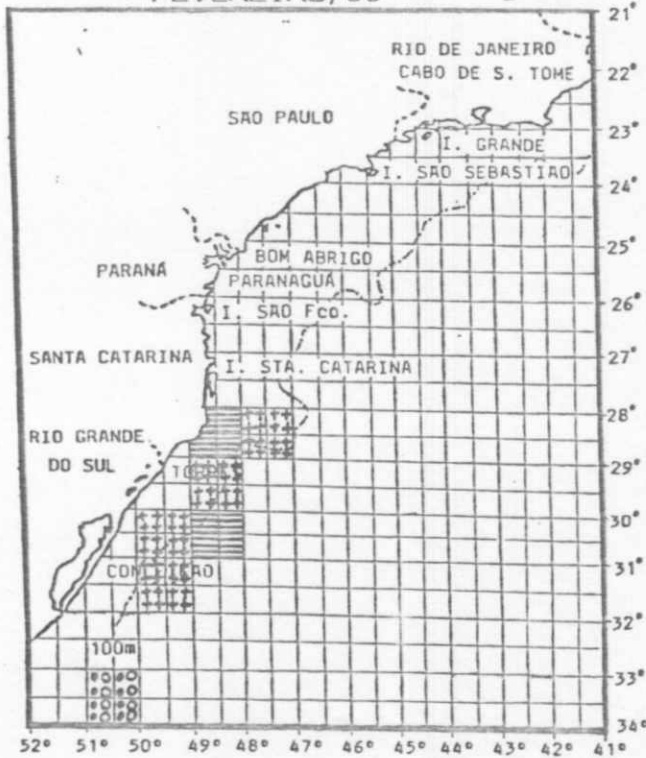 21°
RIO DE JANEIRO
CABO DE S. TOME
22°
SAO PAULO
23°
I. GRANDE
I. SAO SEBASTIAO
24°
25°
BOM ABRIGO
PARANÁ
PARANAGUÁ
26°
I. SAO Fco.
27°
SANTA CATARINA
I. STA. CATARINA
28°
RIO GRANDE
DO SUL
29°
30°
31°
32°
100m
33°
34°
52° 51° 50° 49° 48° 47° 46° 45° 44° 43° 42° 41°